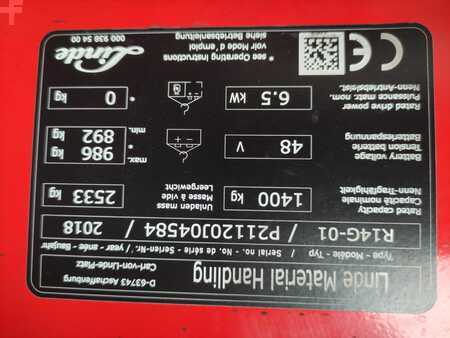 Linde Material Handling
D-63743 Aschaffenburg
Carl-von-Linde-Platz
Type - Modèle - Typ / Serial no. - No. de série - Serien-Nr. / year - année - Baujahr
R14G-01 / P21120J04584 / 2018
Rated capacity
Nenn-Tragfähigkeit
1400 kg
Unladen mass
Masse à vide
Leergewicht
2533 kg
Battery voltage
Tension batterie
Batteriespannung
48 V
max. 986 kg *
min. 892
Rated drive power
Puissance motr. nom.
Nenn-Antriebsleist.
6.5 kW
0 kg *
CE
* see Operating Instructions
voir Mode d'emploi
siehe Betriebsanleitung
Linde
000 938 54 00